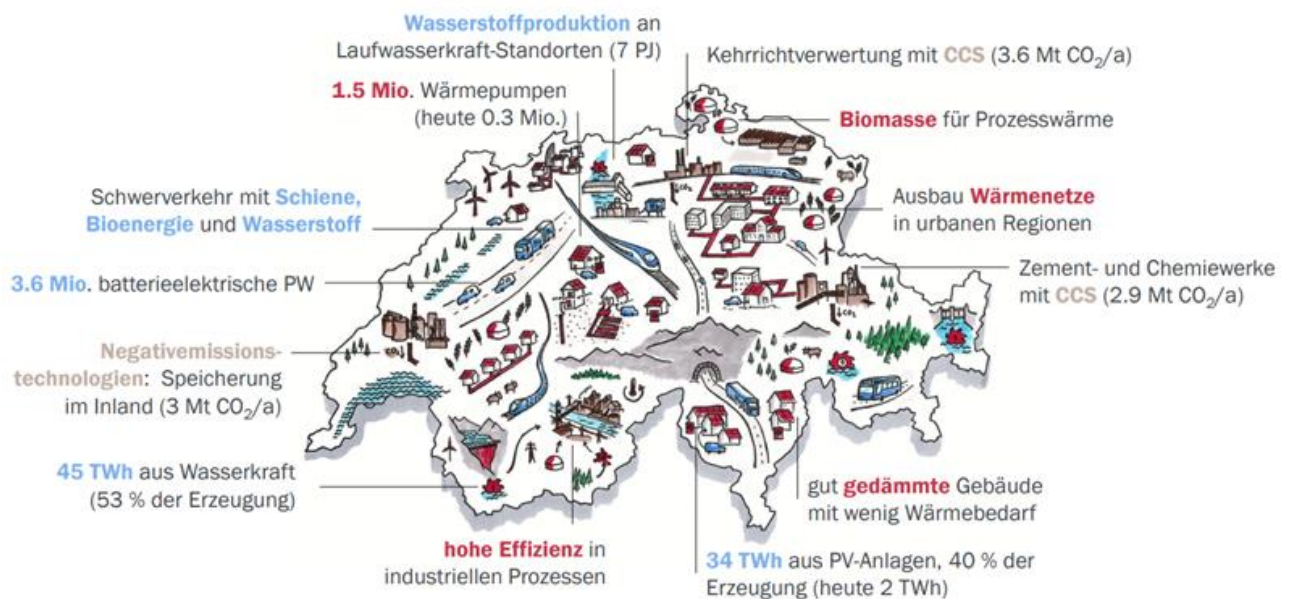 Wasserstoffproduktion an
Laufwasserkraft-Standorten (7 PJ)
Kehrrichtverwertung mit CCS (3.6 Mt CO₂/a)
1.5 Mio. Wärmepumpen
(heute 0.3 Mio.)
Biomasse für Prozesswärme
Schwerverkehr mit Schiene,
Bioenergie und Wasserstoff
Ausbau Wärmenetze
in urbanen Regionen
3.6 Mio. batterieelektrische PW
Zement- und Chemiewerke
mit CCS (2.9 Mt CO₂/a)
Negativemissions-
technologien: Speicherung
im Inland (3 Mt CO₂/a)
45 TWh aus Wasserkraft
(53 % der Erzeugung)
gut gedämmte Gebäude
mit wenig Wärmebedarf
hohe Effizienz in
industriellen Prozessen
34 TWh aus PV-Anlagen, 40 % der
Erzeugung (heute 2 TWh)
CO₂
CO₂
CO₂